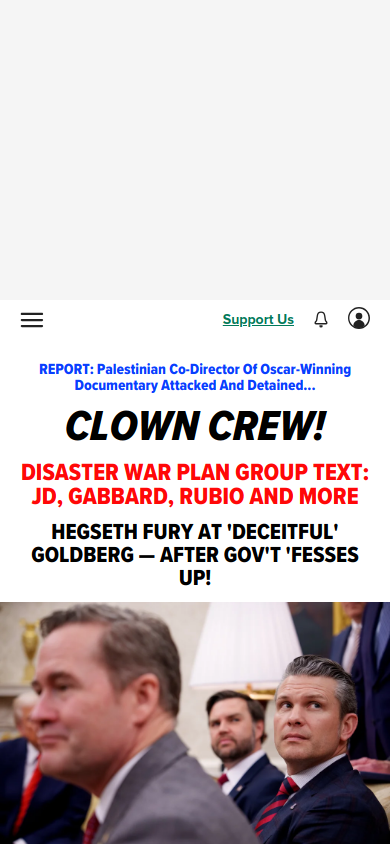 Support Us
REPORT: Palestinian Co-Director Of Oscar-Winning
Documentary Attacked And Detained...
CLOWN CREW!
DISASTER WAR PLAN GROUP TEXT:
JD, GABBARD, RUBIO AND MORE
HEGSETH FURY AT 'DECEITFUL'
GOLDBERG — AFTER GOV'T 'FESSES
UP!